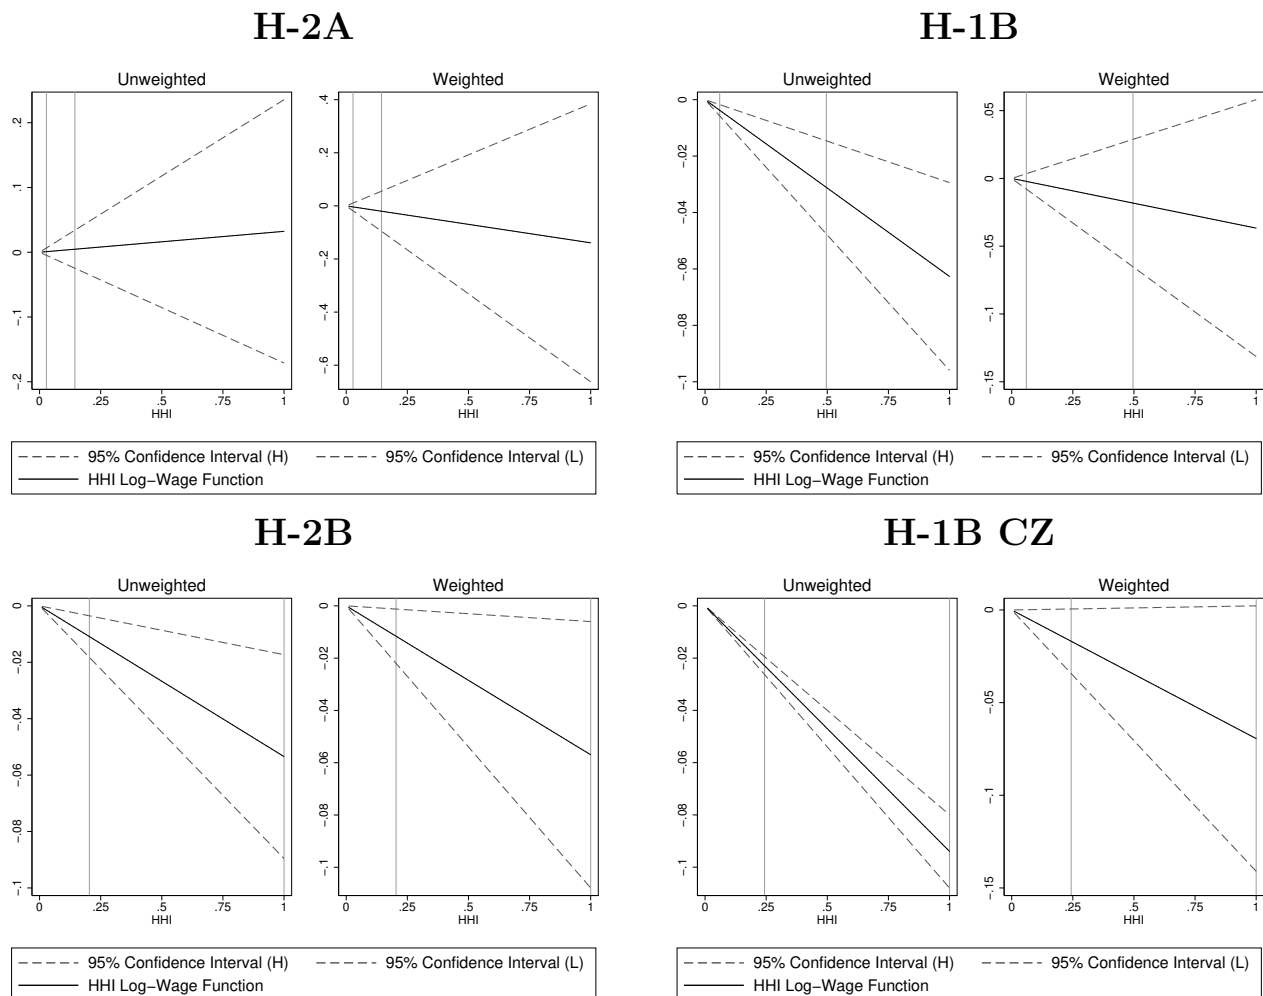 H-2A
Unweighted
.2
.1
0
-.1
-.2
0 .25 .5 .75 1
HHI
Weighted
.4
.2
0
-.2
-.4
-.6
0 .25 .5 .75 1
HHI
95% Confidence Interval (H) 95% Confidence Interval (L)
HHI Log-Wage Function
H-1B
Unweighted
0
-.02
-.04
-.06
-.08
-.1
0 .25 .5 .75 1
HHI
Weighted
.05
0
-.05
-.1
-.15
0 .25 .5 .75 1
HHI
95% Confidence Interval (H) 95% Confidence Interval (L)
HHI Log-Wage Function
H-2B
Unweighted
0
-.02
-.04
-.06
-.08
-.1
0 .25 .5 .75 1
HHI
Weighted
0
-.02
-.04
-.06
-.08
-.1
0 .25 .5 .75 1
HHI
95% Confidence Interval (H) 95% Confidence Interval (L)
HHI Log-Wage Function
H-1B CZ
Unweighted
0
-.02
-.04
-.06
-.08
-.1
0 .25 .5 .75 1
HHI
Weighted
0
-.05
-.1
-.15
0 .25 .5 .75 1
HHI
95% Confidence Interval (H) 95% Confidence Interval (L)
HHI Log-Wage Function